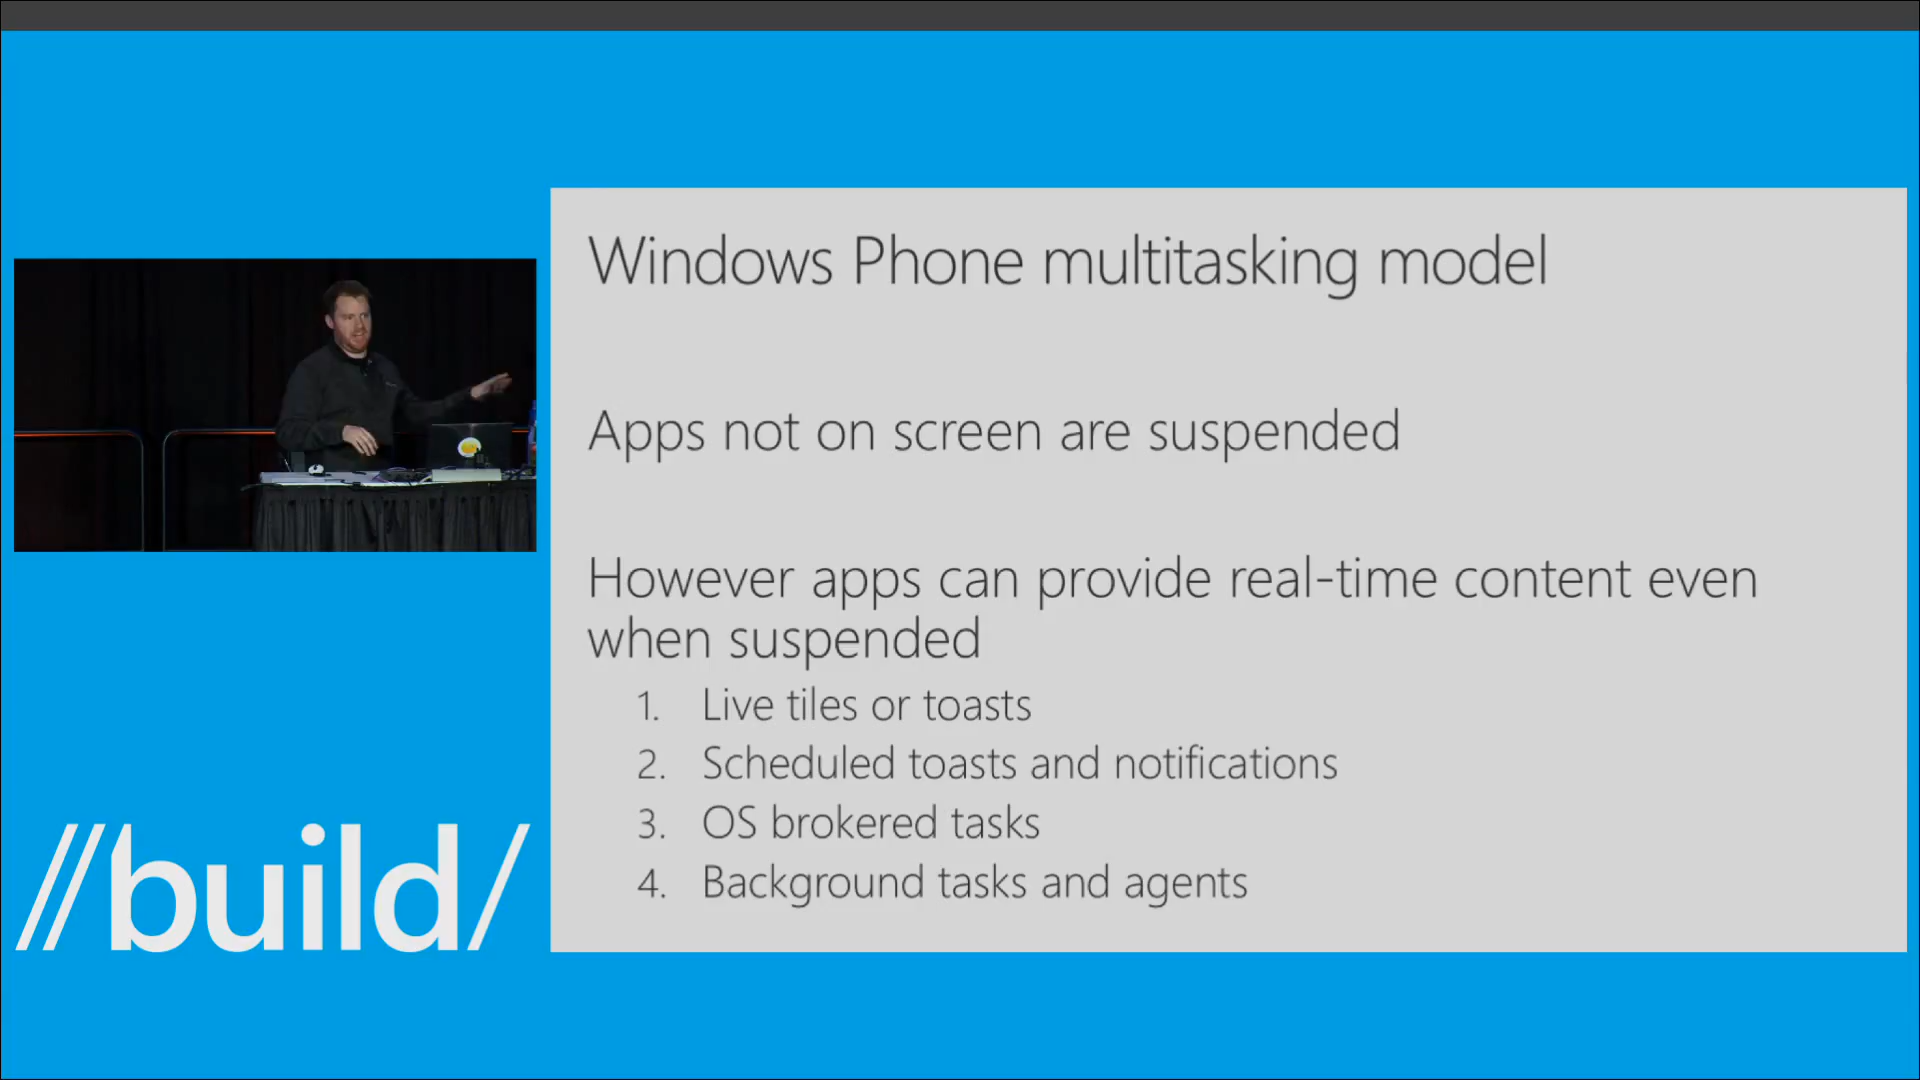 Windows Phone multitasking model
Apps not on screen are suspended
However apps can provide real-time content even
when suspended
1. Live tiles or toasts
2. Scheduled toasts and notifications
3. OS brokered tasks
4. Background tasks and agents
//build/